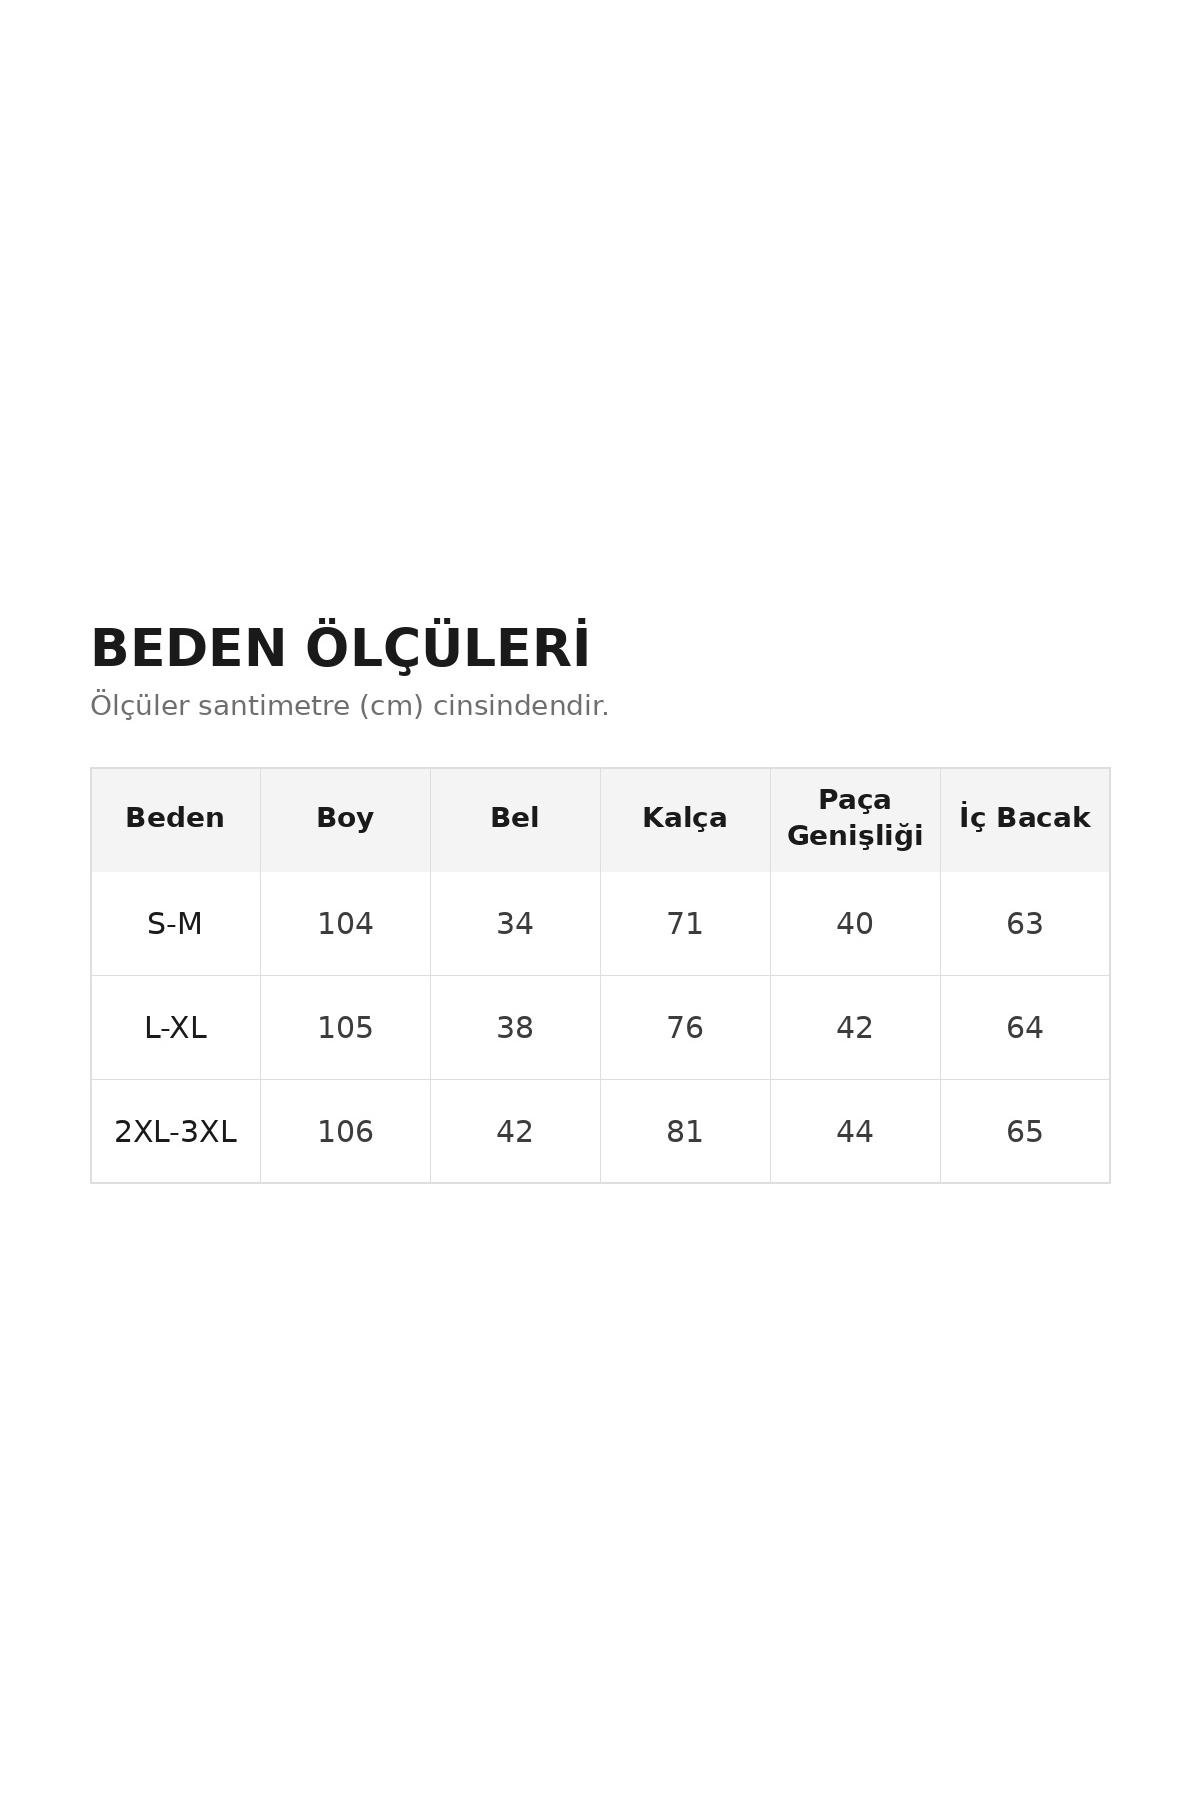 BEDEN ÖLÇÜLERİ
Ölçüler santimetre (cm) cinsindendir.
Beden Boy Bel Kalça Paça Genişliği İç Bacak
S-M 104 34 71 40 63
L-XL 105 38 76 42 64
2XL-3XL 106 42 81 44 65